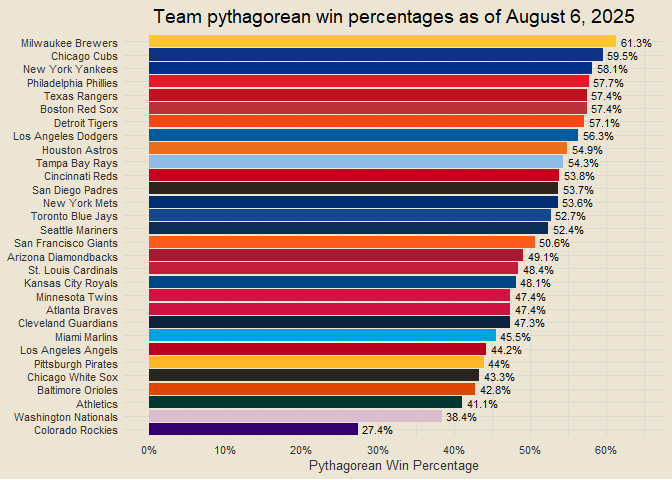 Team pythagorean win percentages as of August 6, 2025
Milwaukee Brewers 61.3%
Chicago Cubs 59.5%
New York Yankees 58.1%
Philadelphia Phillies 57.7%
Texas Rangers 57.4%
Boston Red Sox 57.4%
Detroit Tigers 57.1%
Los Angeles Dodgers 56.3%
Houston Astros 54.9%
Tampa Bay Rays 54.3%
Cincinnati Reds 53.8%
San Diego Padres 53.7%
New York Mets 53.6%
Toronto Blue Jays 52.7%
Seattle Mariners 52.4%
San Francisco Giants 50.6%
Arizona Diamondbacks 49.1%
St. Louis Cardinals 48.4%
Kansas City Royals 48.1%
Minnesota Twins 47.4%
Atlanta Braves 47.4%
Cleveland Guardians 47.3%
Miami Marlins 45.5%
Los Angeles Angels 44.2%
Pittsburgh Pirates 44%
Chicago White Sox 43.3%
Baltimore Orioles 42.8%
Athletics 41.1%
Washington Nationals 38.4%
Colorado Rockies 27.4%
0% 10% 20% 30% 40% 50% 60%
Pythagorean Win Percentage